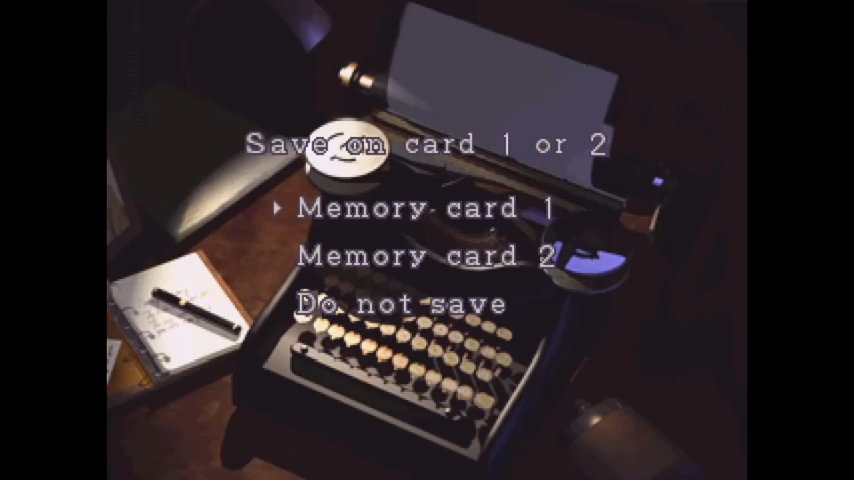 Save on card 1 or 2
Memory card 1
Memory card 2
Do not save